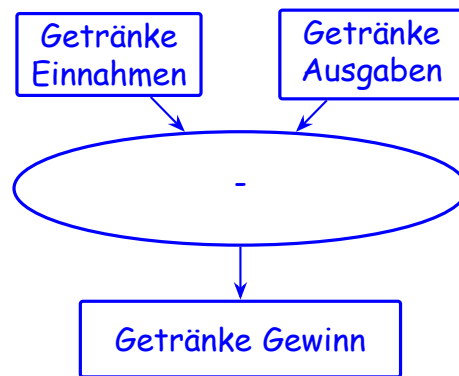 Getränke
Einnahmen
Getränke
Ausgaben
-
Getränke Gewinn